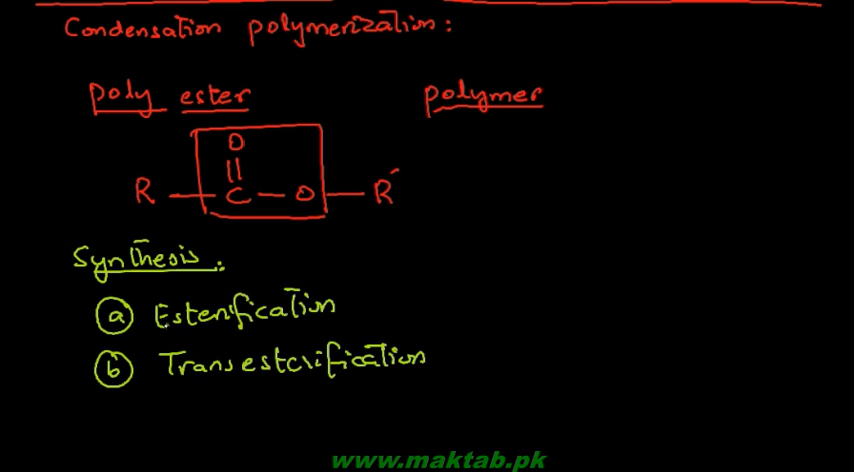 Condensation polymerization:
poly ester polymer
O
||
R — C — O — R'
Synthesis:
a Esterification
b Transesterification
www.maktab.pk